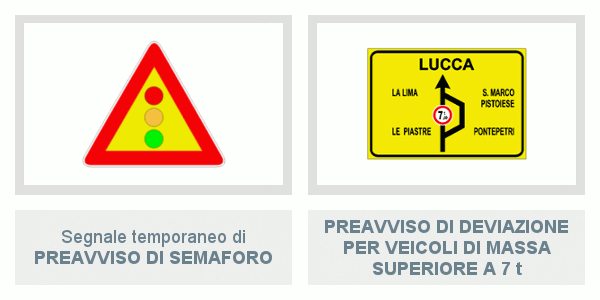 LUCCA
LA LIMA
S. MARCO
PISTOIESE
LE PIASTRE
PONTEPETRI
Segnale temporaneo di
PREAVVISO DI SEMAFORO
PREAVVISO DI DEVIAZIONE
PER VEICOLI DI MASSA
SUPERIORE A 7 t